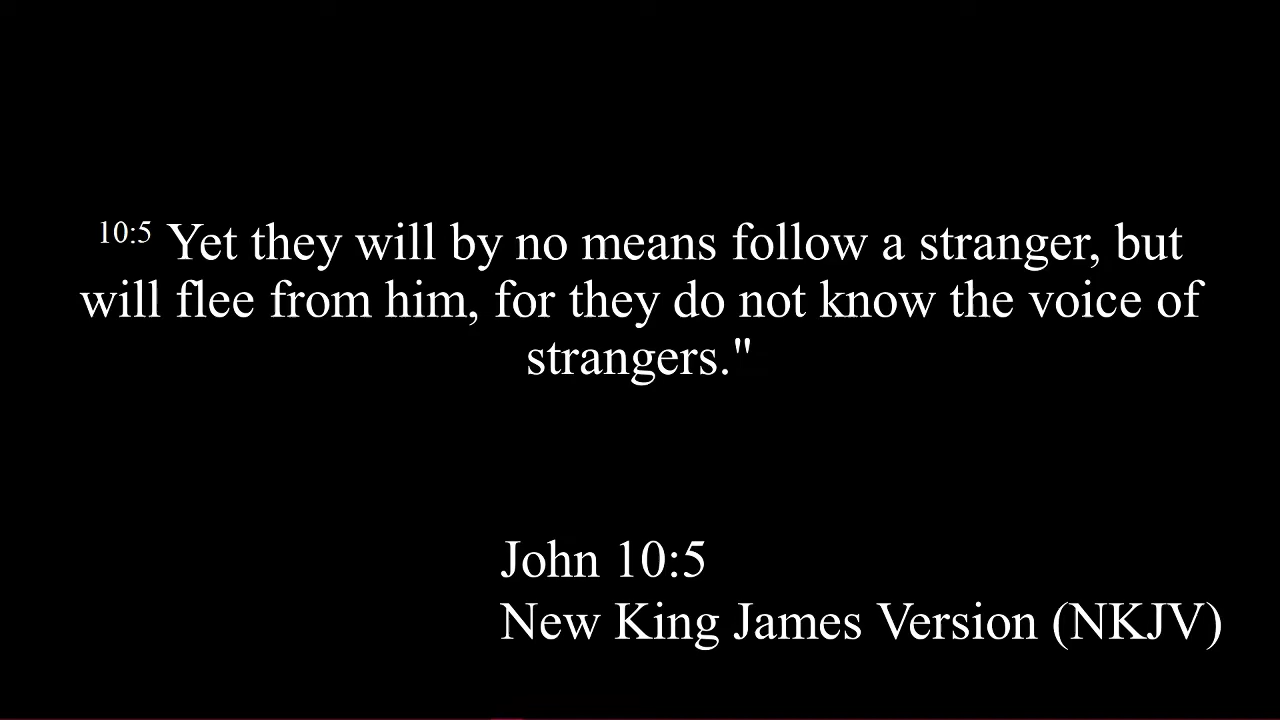 10:5 Yet they will by no means follow a stranger, but
will flee from him, for they do not know the voice of
strangers."
John 10:5
New King James Version (NKJV)